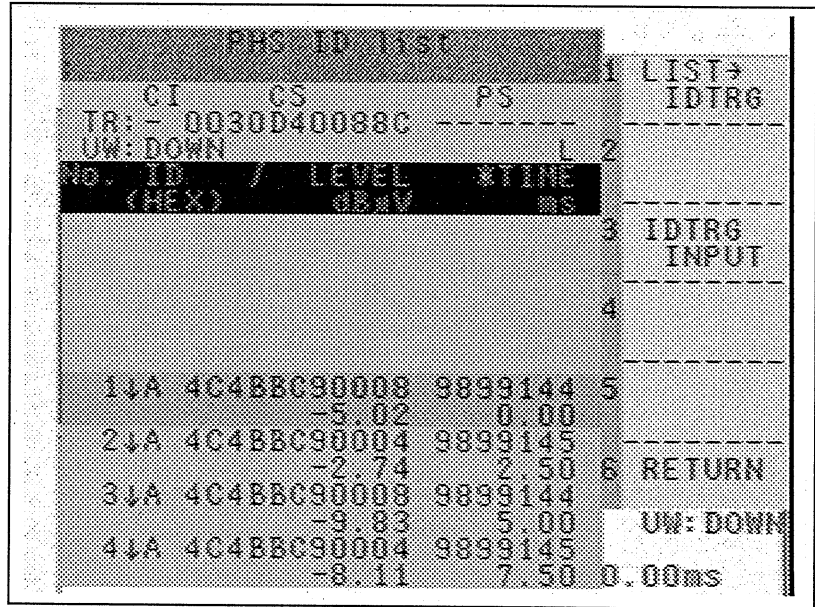 PHS ID list
CI CS PS
TR:- 0030D40088C -------
UW:DOWN L
No. ID / LEVEL *TIME
(HEX) dBmV ms
1↓A 4C4BBC90008 9899144
-5.02 0.00
2↓A 4C4BBC90004 9899145
-2.74 2.50
3↓A 4C4BBC90008 9899144
-9.83 5.00
4↓A 4C4BBC90004 9899145
-8.11 7.50
1 LIST→
IDTRG
2
3 IDTRG
INPUT
4
5
6 RETURN
UW:DOWN
0.00ms